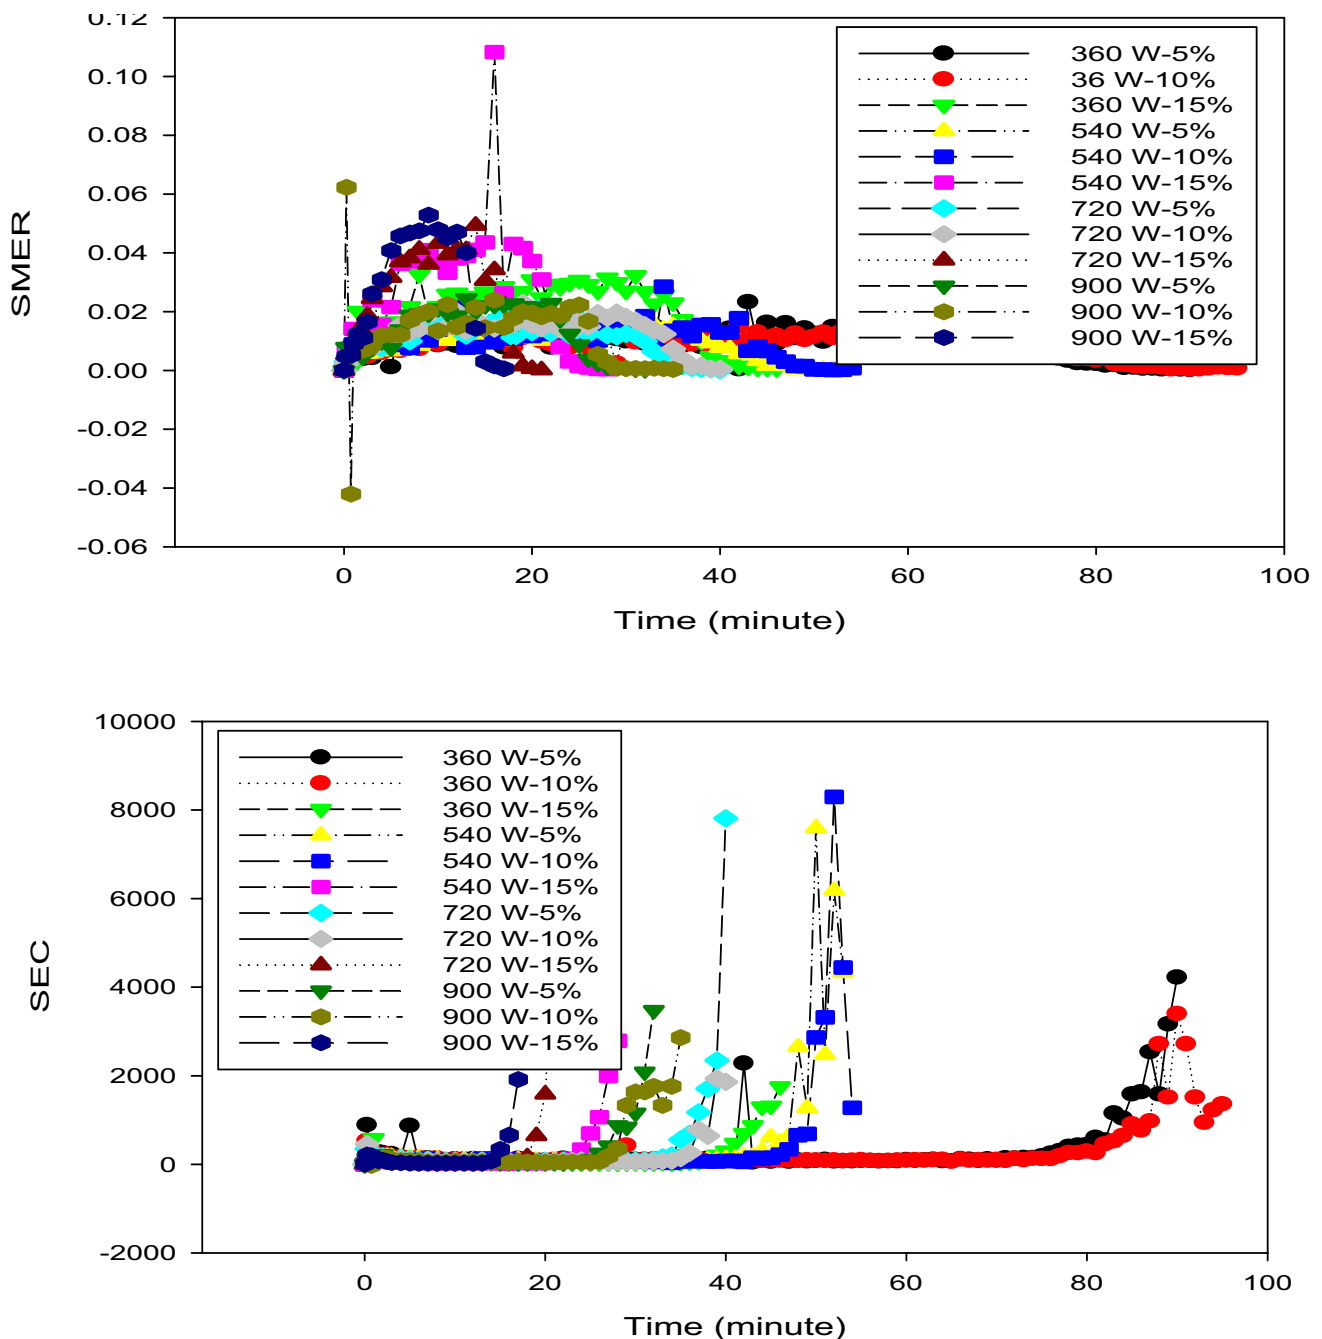 0.12
0.10
0.08
0.06
0.04
0.02
0.00
-0.02
-0.04
-0.06
SMER
360 W-5%
36 W-10%
360 W-15%
540 W-5%
540 W-10%
540 W-15%
720 W-5%
720 W-10%
720 W-15%
900 W-5%
900 W-10%
900 W-15%
0 20 40 60 80 100
Time (minute)
10000
8000
6000
4000
2000
0
-2000
SEC
360 W-5%
360 W-10%
360 W-15%
540 W-5%
540 W-10%
540 W-15%
720 W-5%
720 W-10%
720 W-15%
900 W-5%
900 W-10%
900 W-15%
0 20 40 60 80 100
Time (minute)